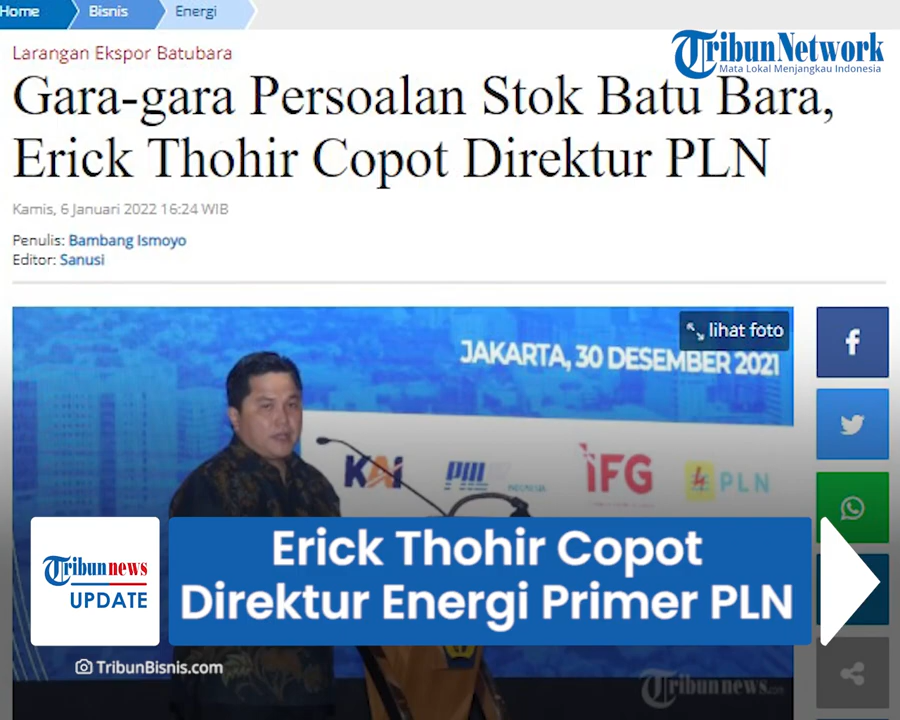 Home
Bisnis
Energi
Larangan Ekspor Batubara
TribunNetwork
Mata Lokal Menjangkau Indonesia
Gara-gara Persoalan Stok Batu Bara,
Erick Thohir Copot Direktur PLN
Kamis, 6 Januari 2022 16:24 WIB
Penulis: Bambang Ismoyo
Editor: Sanusi
lihat foto
JAKARTA, 30 DESEMBER 2021
KAI
IFG
PLN
Tribunnews
UPDATE
Erick Thohir Copot
Direktur Energi Primer PLN
TribunBisnis.com
Tribunnews.com